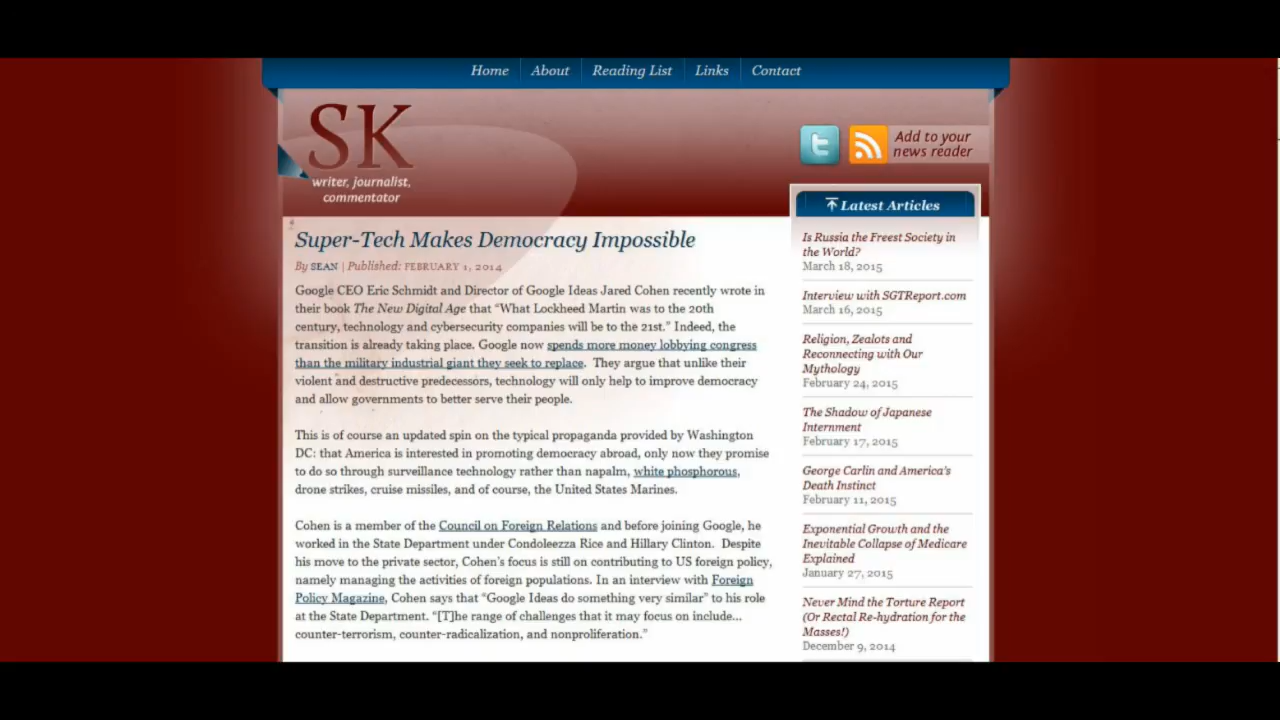 Home About Reading List Links Contact
SK
writer, journalist,
commentator
Add to your
news reader
Super-Tech Makes Democracy Impossible
By SEAN | Published: FEBRUARY 1, 2014
Google CEO Eric Schmidt and Director of Google Ideas Jared Cohen recently wrote in
their book The New Digital Age that “What Lockheed Martin was to the 20th
century, technology and cybersecurity companies will be to the 21st.” Indeed, the
transition is already taking place. Google now spends more money lobbying congress
than the military industrial giant they seek to replace. They argue that unlike their
violent and destructive predecessors, technology will only help to improve democracy
and allow governments to better serve their people.
This is of course an updated spin on the typical propaganda provided by Washington
DC: that America is interested in promoting democracy abroad, only now they promise
to do so through surveillance technology rather than napalm, white phosphorous,
drone strikes, cruise missiles, and of course, the United States Marines.
Cohen is a member of the Council on Foreign Relations and before joining Google, he
worked in the State Department under Condoleezza Rice and Hillary Clinton. Despite
his move to the private sector, Cohen’s focus is still on contributing to US foreign policy,
namely managing the activities of foreign populations. In an interview with Foreign
Policy Magazine, Cohen says that “Google Ideas do something very similar” to his role
at the State Department. “[T]he range of challenges that it may focus on include...
counter-terrorism, counter-radicalization, and nonproliferation.”
Latest Articles
Is Russia the Freest Society in
the World?
March 18, 2015
Interview with SGTReport.com
March 16, 2015
Religion, Zealots and
Reconnecting with Our
Mythology
February 24, 2015
The Shadow of Japanese
Internment
February 17, 2015
George Carlin and America’s
Death Instinct
February 11, 2015
Exponential Growth and the
Inevitable Collapse of Medicare
Explained
January 27, 2015
Never Mind the Torture Report
(Or Rectal Re-hydration for the
Masses!)
December 9, 2014